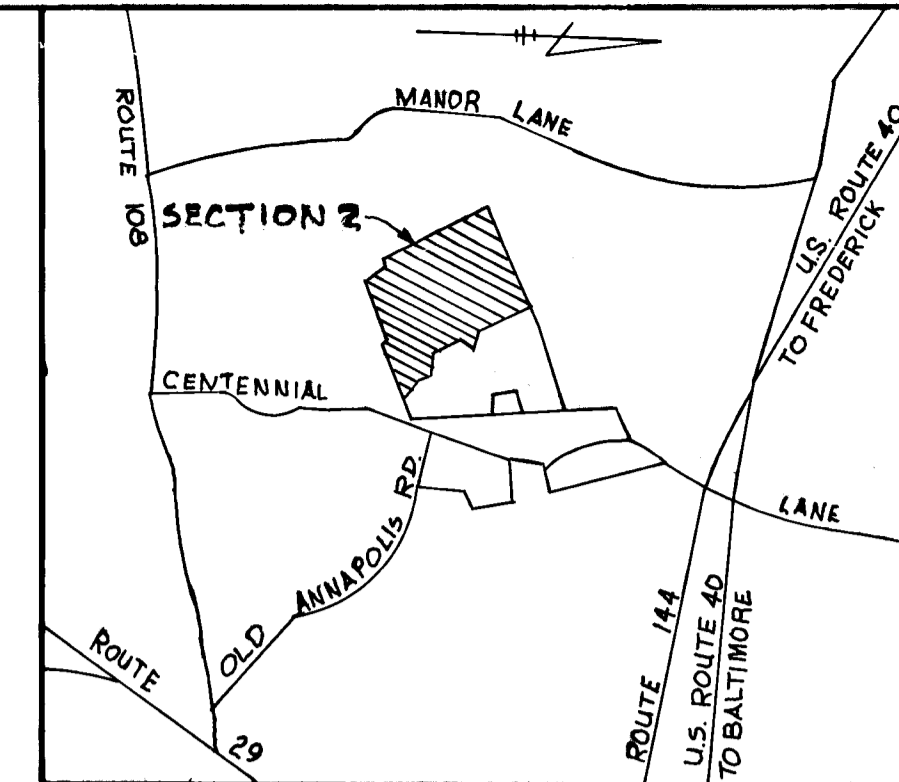 MANOR LANE
ROUTE 108
SECTION 2
U.S. ROUTE 40
TO FREDERICK
CENTENNIAL
LANE
OLD ANNAPOLIS RD.
ROUTE 29
ROUTE 144
U.S. ROUTE 40
TO BALTIMORE